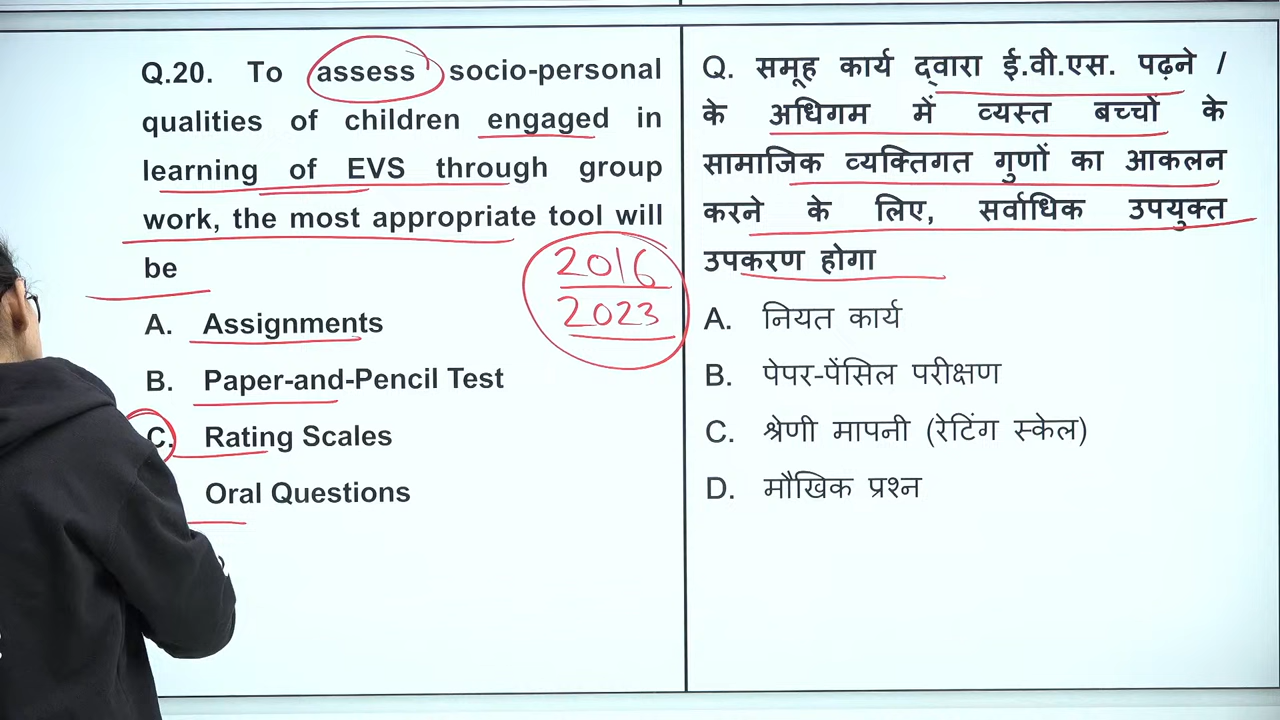 Q.20. To assess socio-personal
qualities of children engaged in
learning of EVS through group
work, the most appropriate tool will
be
2016
2023
A. Assignments
B. Paper-and-Pencil Test
C. Rating Scales
Oral Questions
Q. समूह कार्य द्वारा ई.वी.एस. पढ़ने /
के अधिगम में व्यस्त बच्चों के
सामाजिक व्यक्तिगत गुणों का आकलन
करने के लिए, सर्वाधिक उपयुक्त
उपकरण होगा
A. नियत कार्य
B. पेपर-पेंसिल परीक्षण
C. श्रेणी मापनी (रेटिंग स्केल)
D. मौखिक प्रश्न